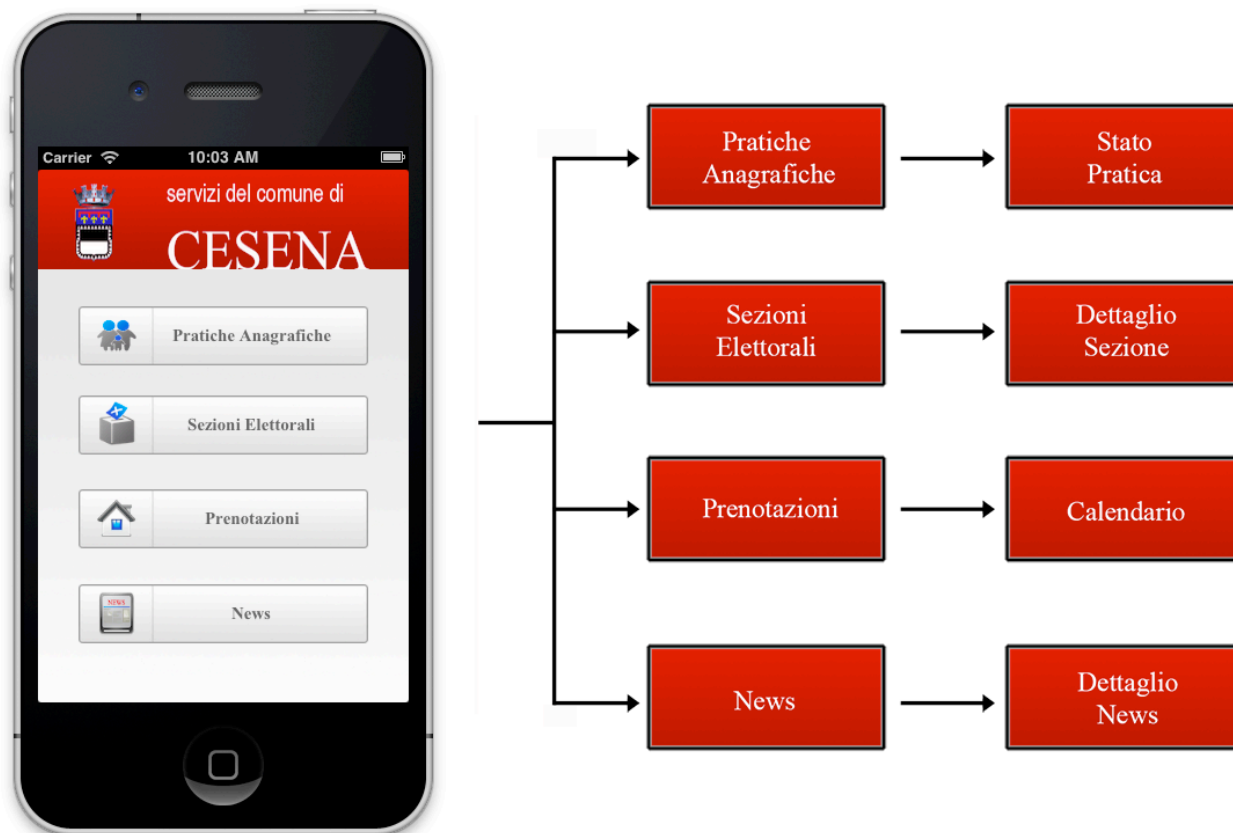 Carrier
10:03 AM
servizi del comune di
CESENA
Pratiche Anagrafiche
Sezioni Elettorali
Prenotazioni
News
Pratiche
Anagrafiche
Stato
Pratica
Sezioni
Elettorali
Dettaglio
Sezione
Prenotazioni
Calendario
News
Dettaglio
News